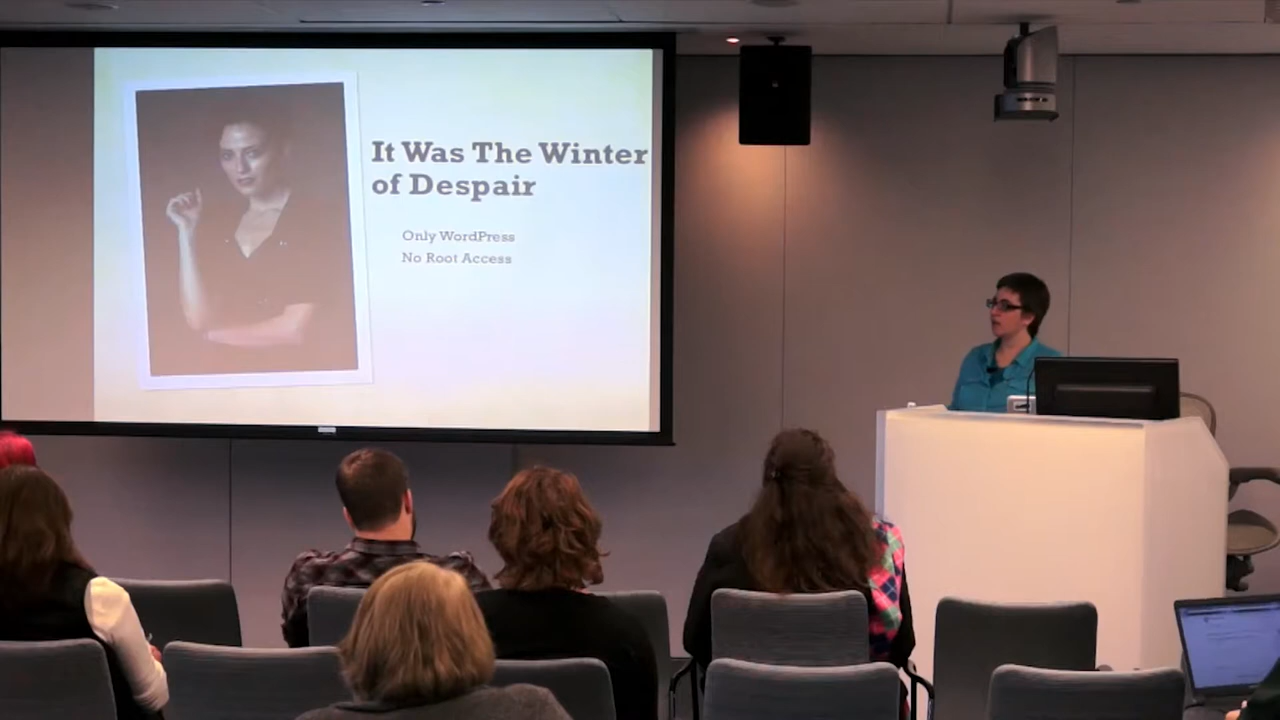 It Was The Winter
of Despair
Only WordPress
No Root Access